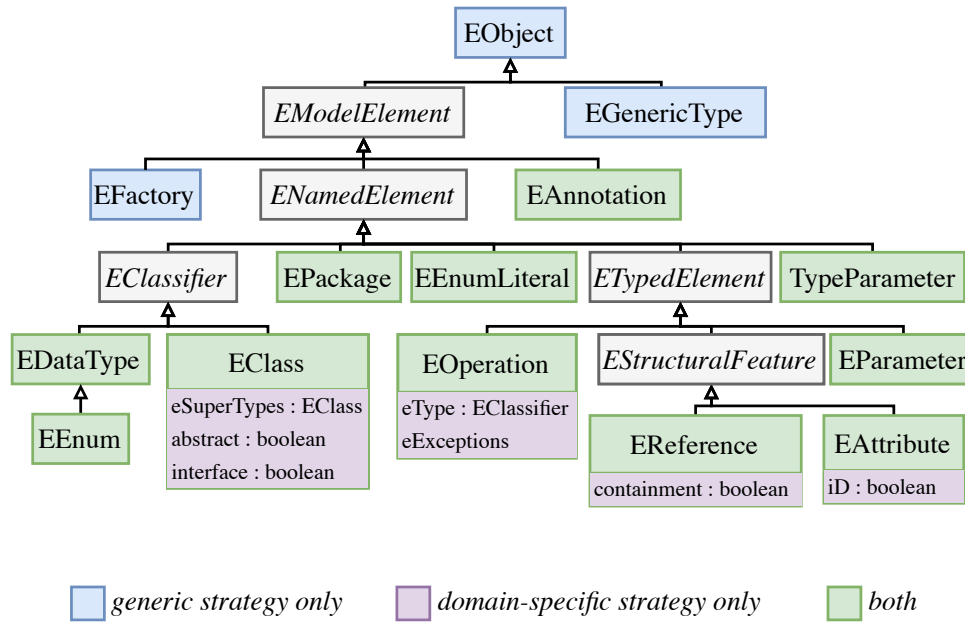 EObject
EModelElement
EGenericType
EFactory
ENamedElement
EAnnotation
EClassifier
EPackage
EEnumLiteral
ETypedElement
TypeParameter
EDataType
EClass
eSuperTypes : EClass
abstract : boolean
interface : boolean
EOperation
eType : EClassifier
eExceptions
EStructuralFeature
EParameter
EEnum
EReference
containment : boolean
EAttribute
iD : boolean
generic strategy only
domain-specific strategy only
both